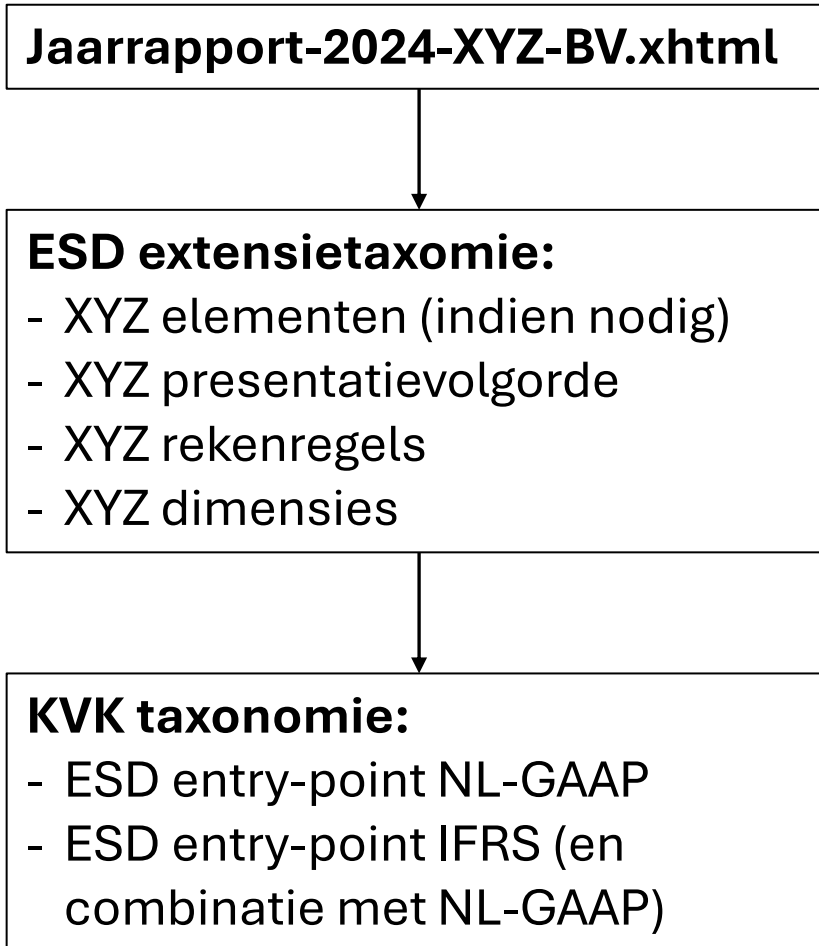 Jaarrapport-2024-XYZ-BV.xhtml
ESD extensietaxomie:
- XYZ elementen (indien nodig)
- XYZ presentatievolgorde
- XYZ rekenregels
- XYZ dimensies
KVK taxonomie:
- ESD entry-point NL-GAAP
- ESD entry-point IFRS (en
combinatie met NL-GAAP)